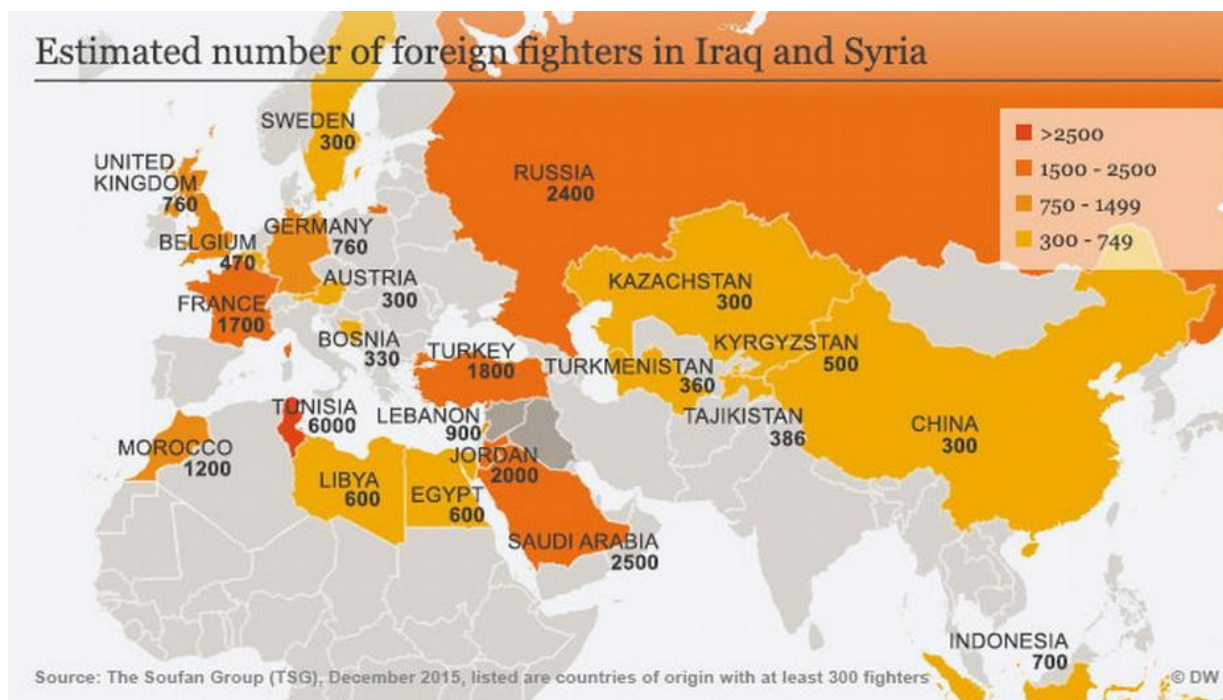 Estimated number of foreign fighters in Iraq and Syria
>2500
1500 - 2500
750 - 1499
300 - 749
SWEDEN
300
UNITED
KINGDOM
760
RUSSIA
2400
BELGIUM
470
GERMANY
760
AUSTRIA
300
FRANCE
1700
BOSNIA
330
KAZACHSTAN
300
KYRGYZSTAN
500
TURKEY
1800
TURKMENISTAN
360
TAJIKISTAN
386
CHINA
300
TUNISIA
6000
LEBANON
900
MOROCCO
1200
JORDAN
2000
LIBYA
600
EGYPT
600
SAUDI ARABIA
2500
INDONESIA
700
Source: The Soufan Group (TSG), December 2015, listed are countries of origin with at least 300 fighters
© DW